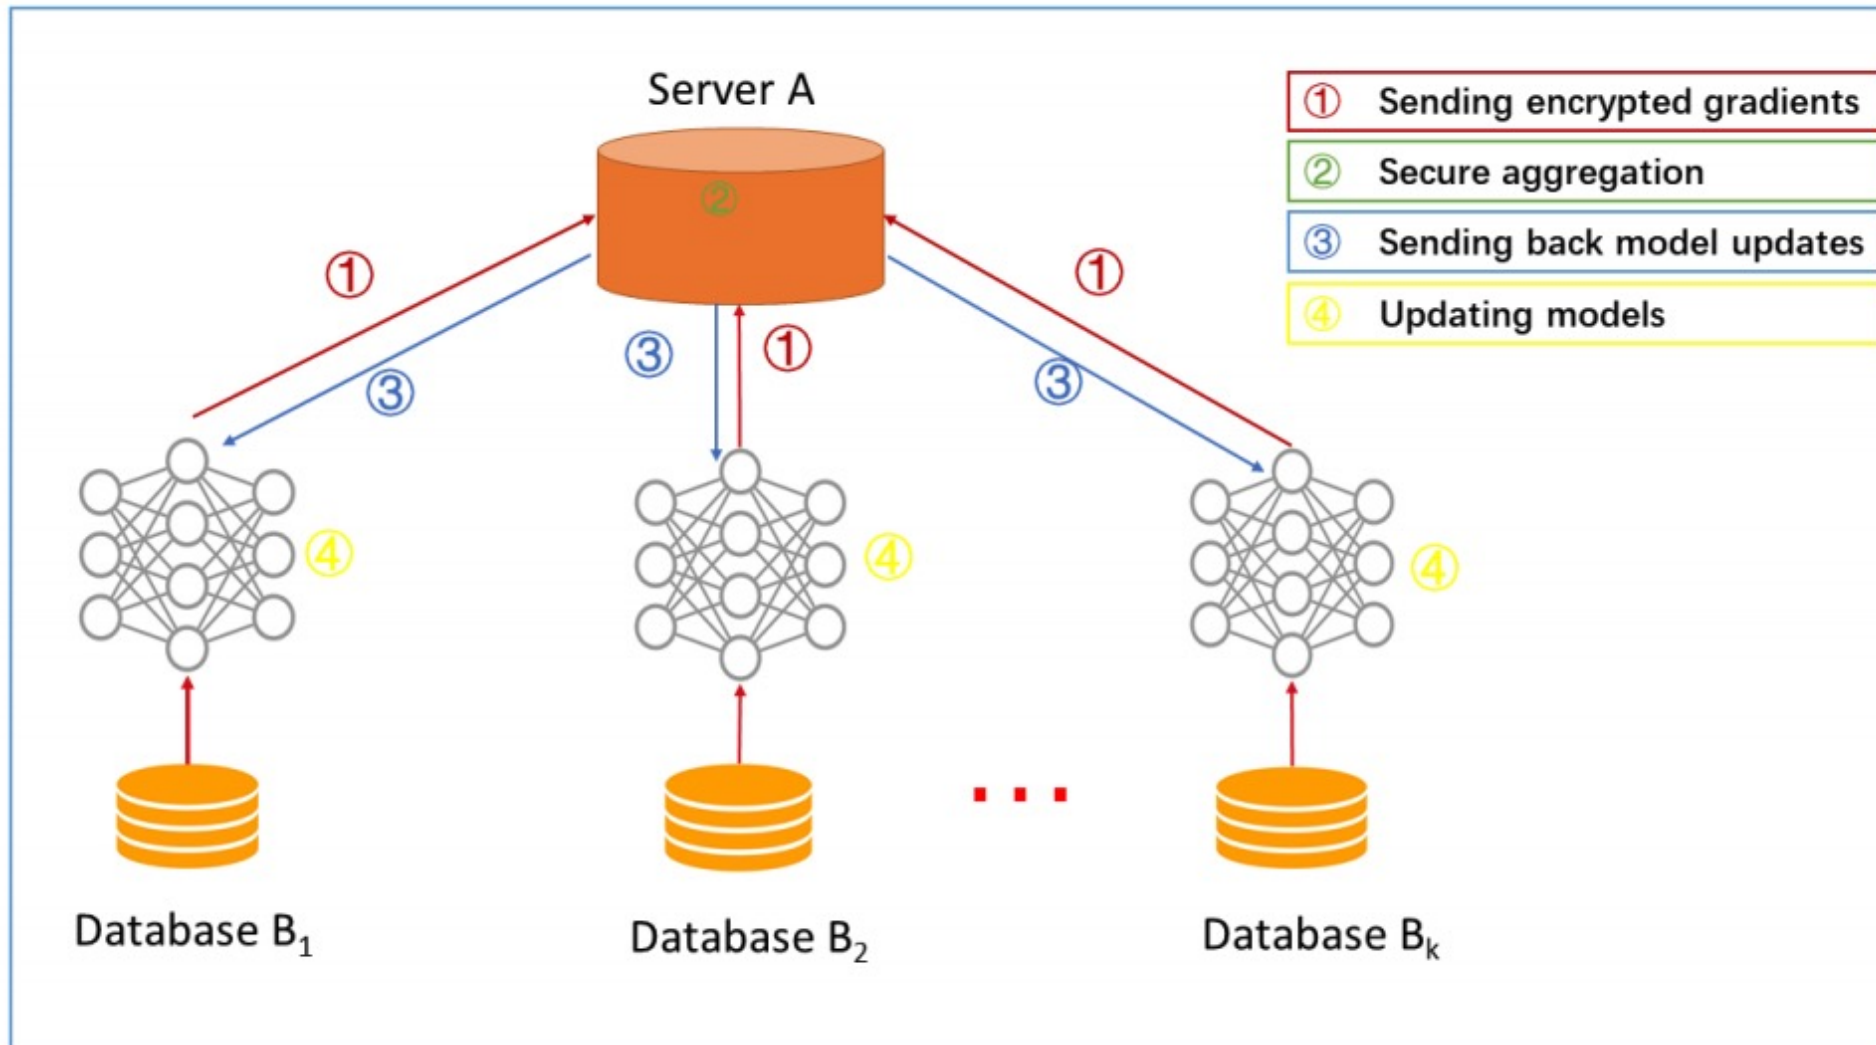 Server A
① Sending encrypted gradients
② Secure aggregation
③ Sending back model updates
④ Updating models
②
①
①
③
①
③
③
④
④
④
...
Database B₁
Database B₂
Database Bₖ